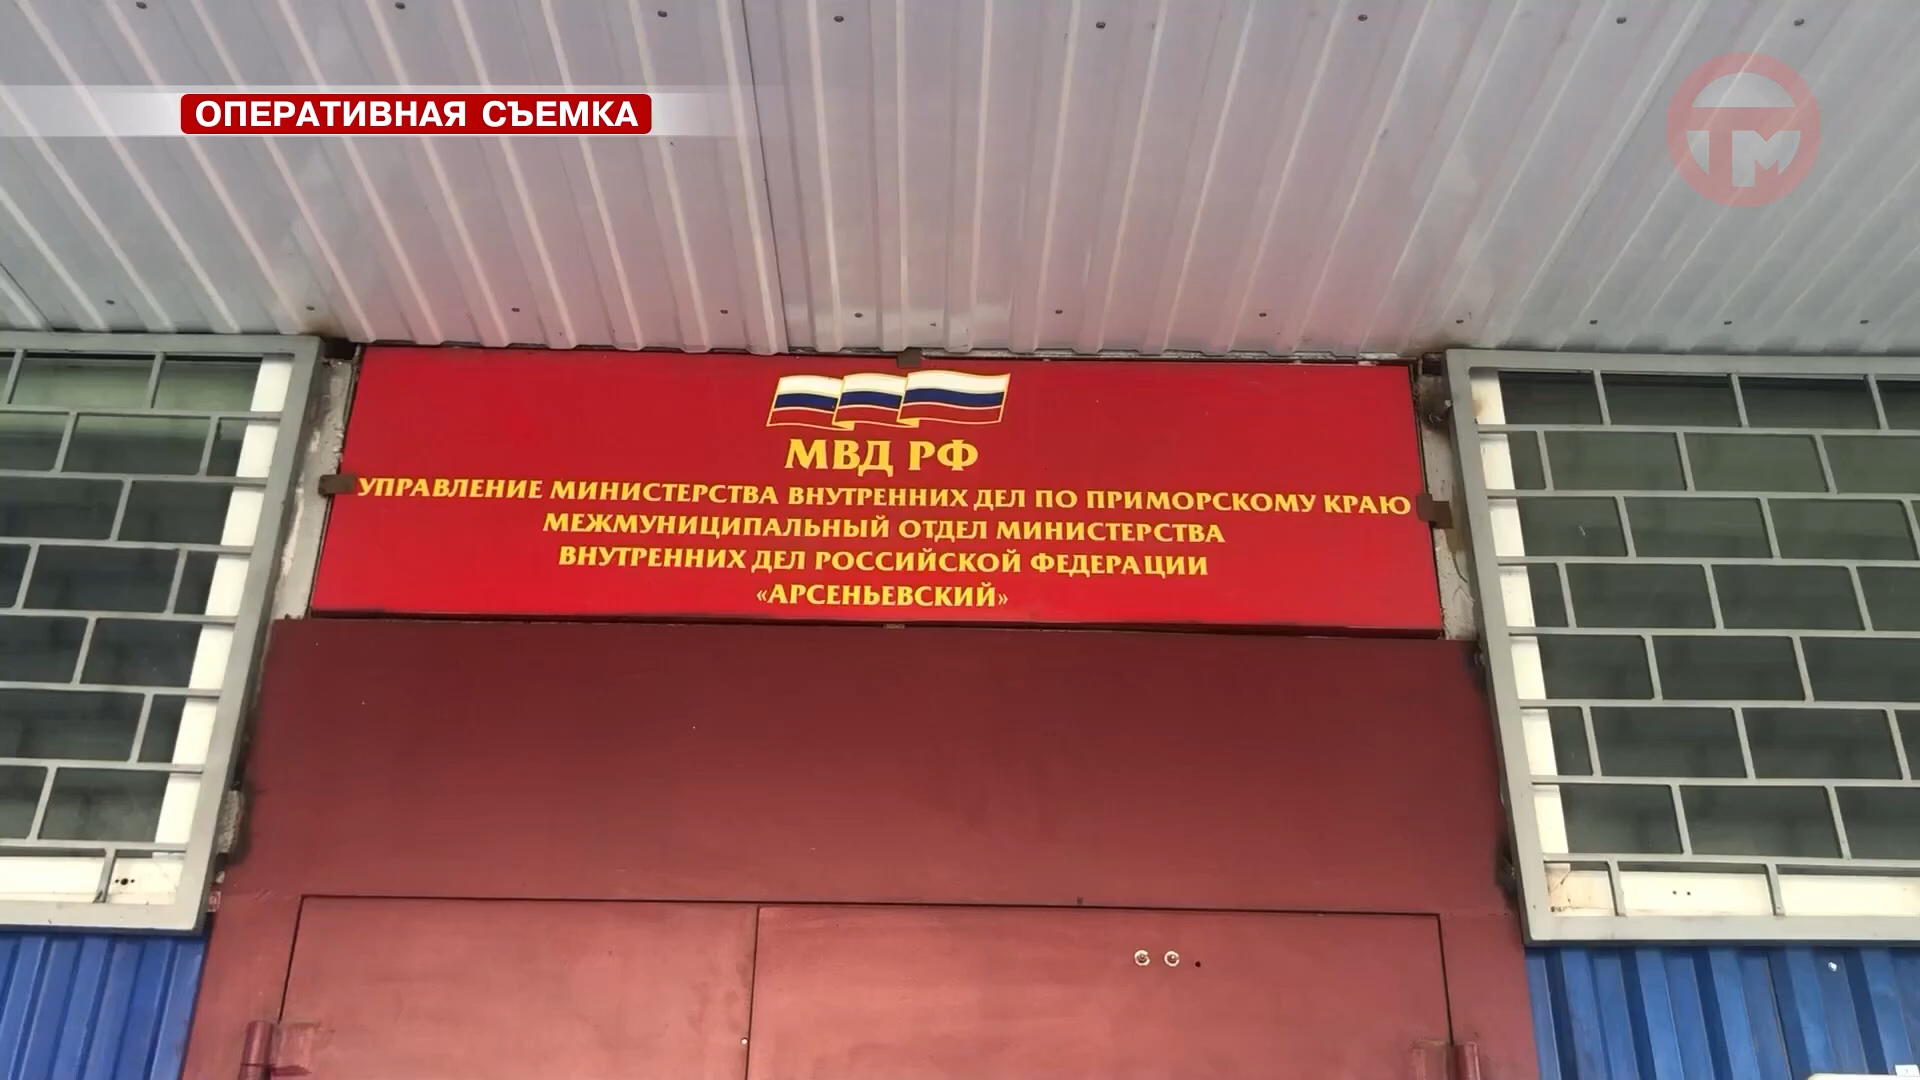 ОПЕРАТИВНАЯ СЪЕМКА
ТМ
МВД РФ
УПРАВЛЕНИЕ МИНИСТЕРСТВА ВНУТРЕННИХ ДЕЛ ПО ПРИМОРСКОМУ КРАЮ
МЕЖМУНИЦИПАЛЬНЫЙ ОТДЕЛ МИНИСТЕРСТВА
ВНУТРЕННИХ ДЕЛ РОССИЙСКОЙ ФЕДЕРАЦИИ
«АРСЕНЬЕВСКИЙ»